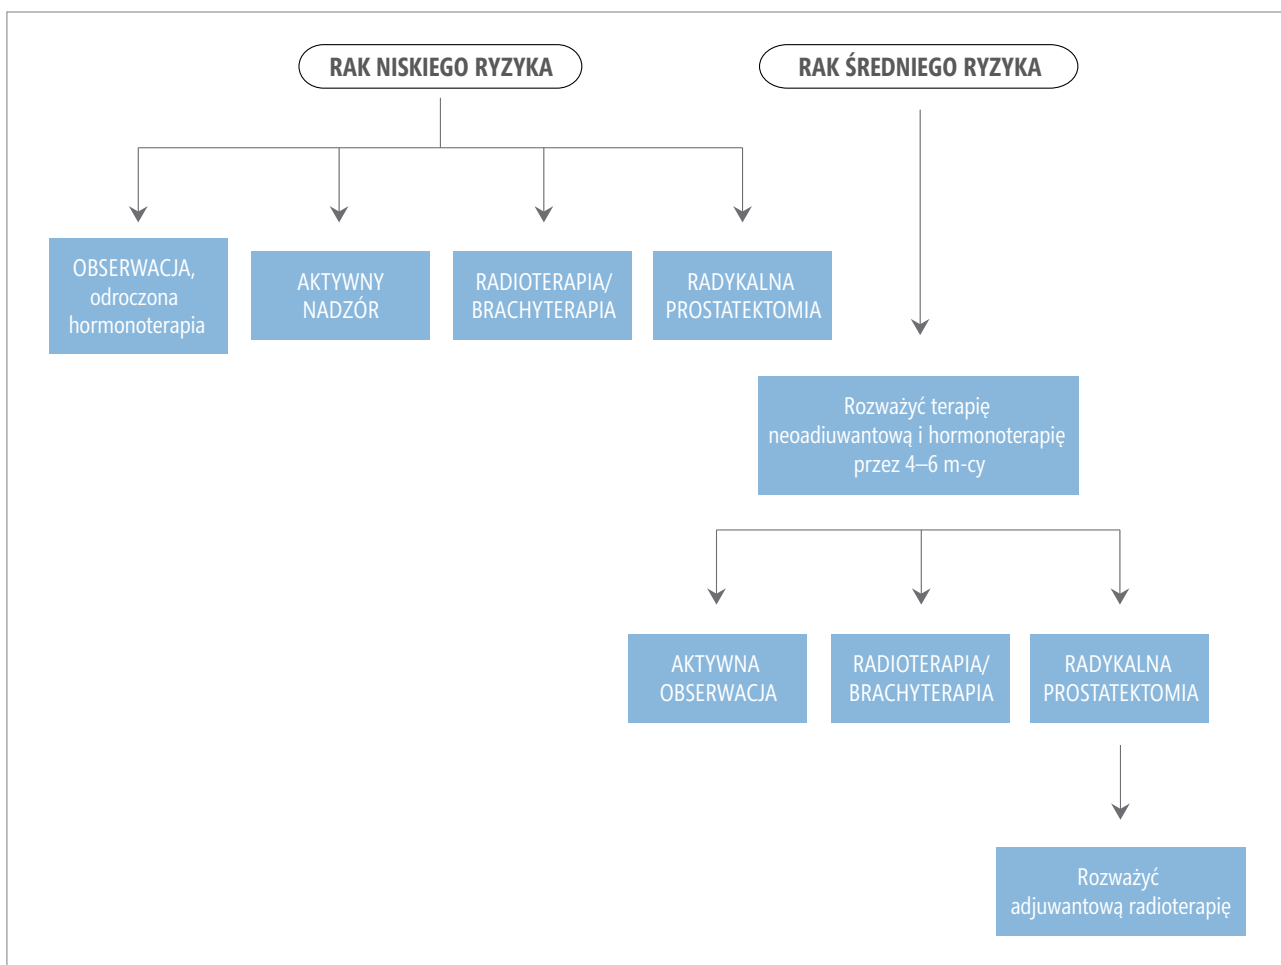 RAK NISKIEGO RYZYKA
RAK ŚREDNIEGO RYZYKA
OBSERWACJA,
odroczona
hormonoterapia
AKTYWNY
NADZÓR
RADIOTERAPIA/
BRACHYTERAPIA
RADYKALNA
PROSTATEKTOMIA
Rozważyć terapię
neoadiuwantową i hormonoterapię
przez 4–6 m-cy
AKTYWNA
OBSERWACJA
RADIOTERAPIA/
BRACHYTERAPIA
RADYKALNA
PROSTATEKTOMIA
Rozważyć
adjuwantową radioterapię